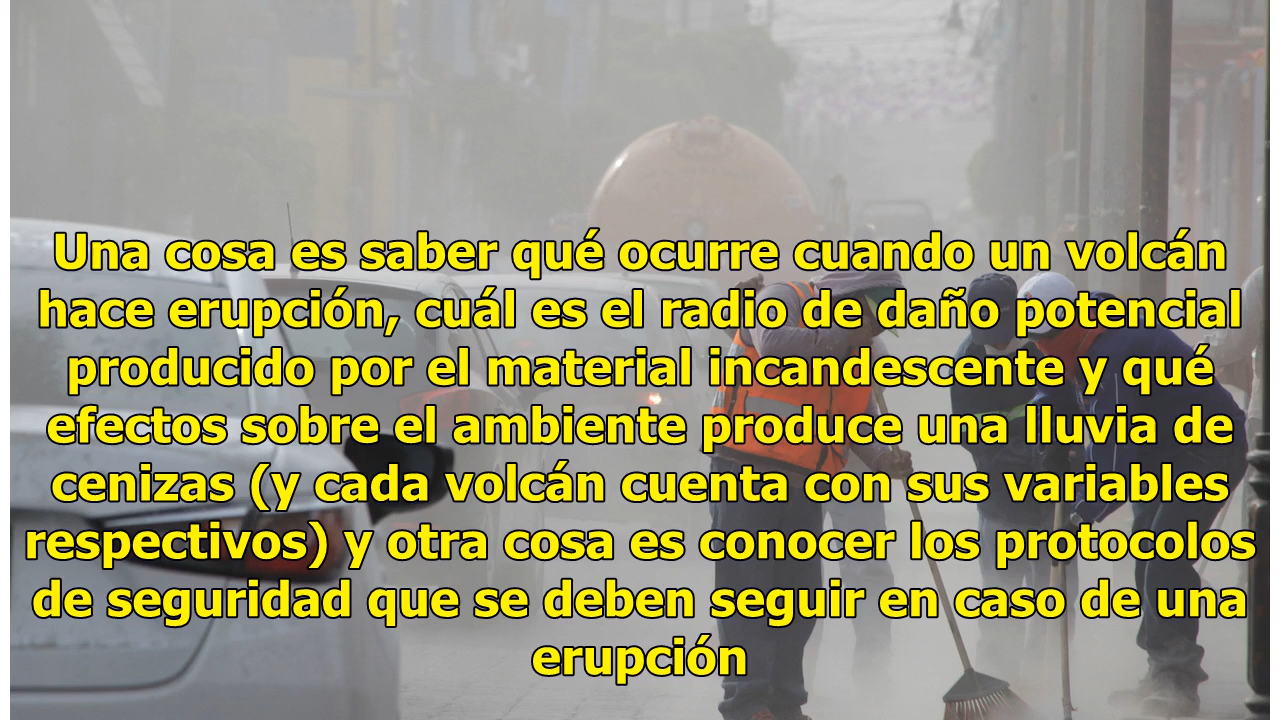 Una cosa es saber qué ocurre cuando un volcán
hace erupción, cuál es el radio de daño potencial
producido por el material incandescente y qué
efectos sobre el ambiente produce una lluvia de
cenizas (y cada volcán cuenta con sus variables
respectivos) y otra cosa es conocer los protocolos
de seguridad que se deben seguir en caso de una
erupción